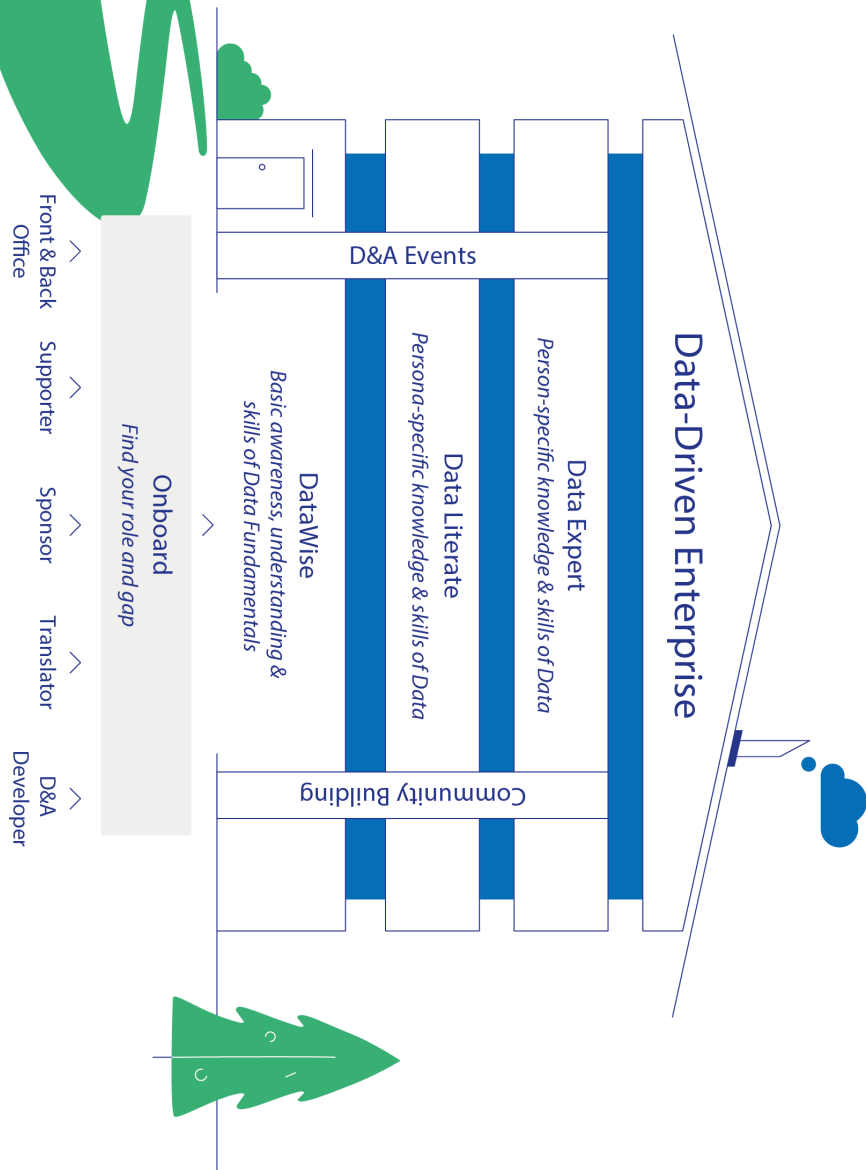 Data-Driven Enterprise
Data Expert
Person-specific knowledge & skills of Data
Data Literate
Persona-specific knowledge & skills of Data
D&A Events
Community Building
DataWise
Basic awareness, understanding &
skills of Data Fundamentals
Onboard
Find your role and gap
Front & Back
Office
Supporter
Sponsor
Translator
D&A
Developer